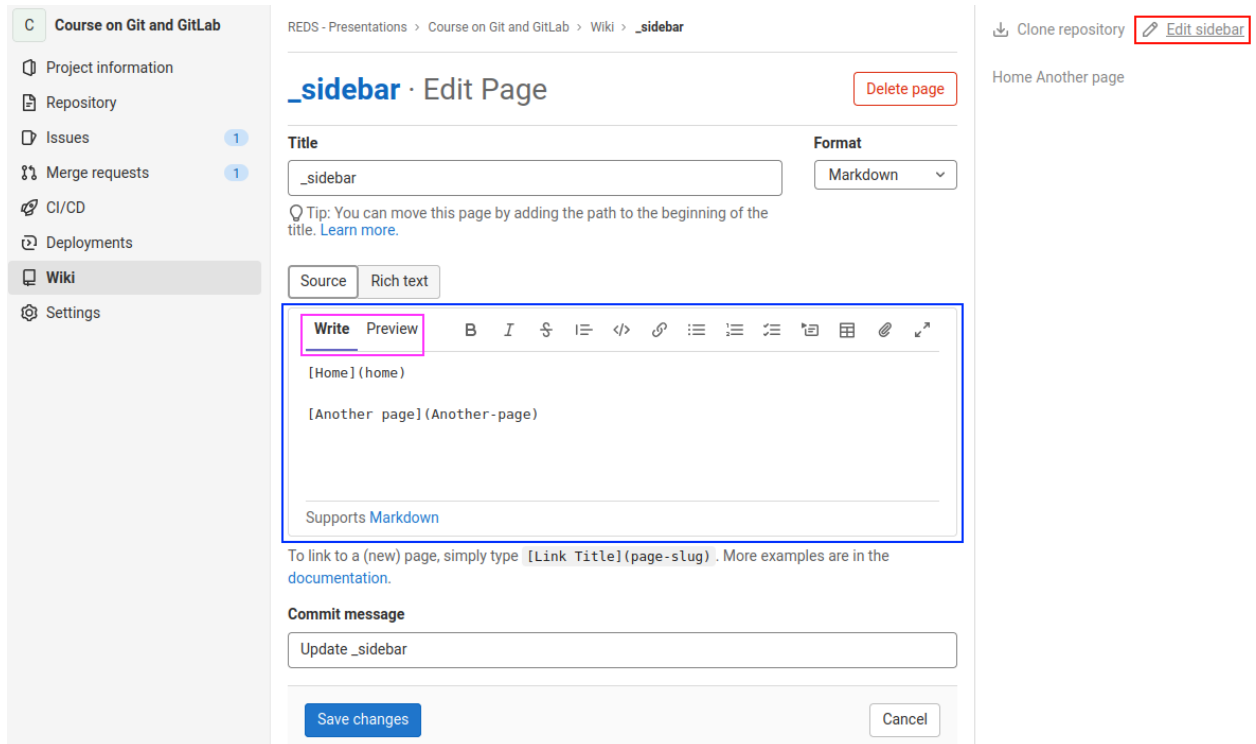 C Course on Git and GitLab
Project information
Repository
Issues 1
Merge requests 1
CI/CD
Deployments
Wiki
Settings
REDS - Presentations › Course on Git and GitLab › Wiki › _sidebar
_sidebar · Edit Page
Delete page
Title
Format
_sidebar
Markdown
Tip: You can move this page by adding the path to the beginning of the
title. Learn more.
Source Rich text
Write Preview
[Home](home)
[Another page](Another-page)
Supports Markdown
To link to a (new) page, simply type [Link Title](page-slug) . More examples are in the
documentation.
Commit message
Update _sidebar
Save changes
Cancel
Clone repository Edit sidebar
Home Another page